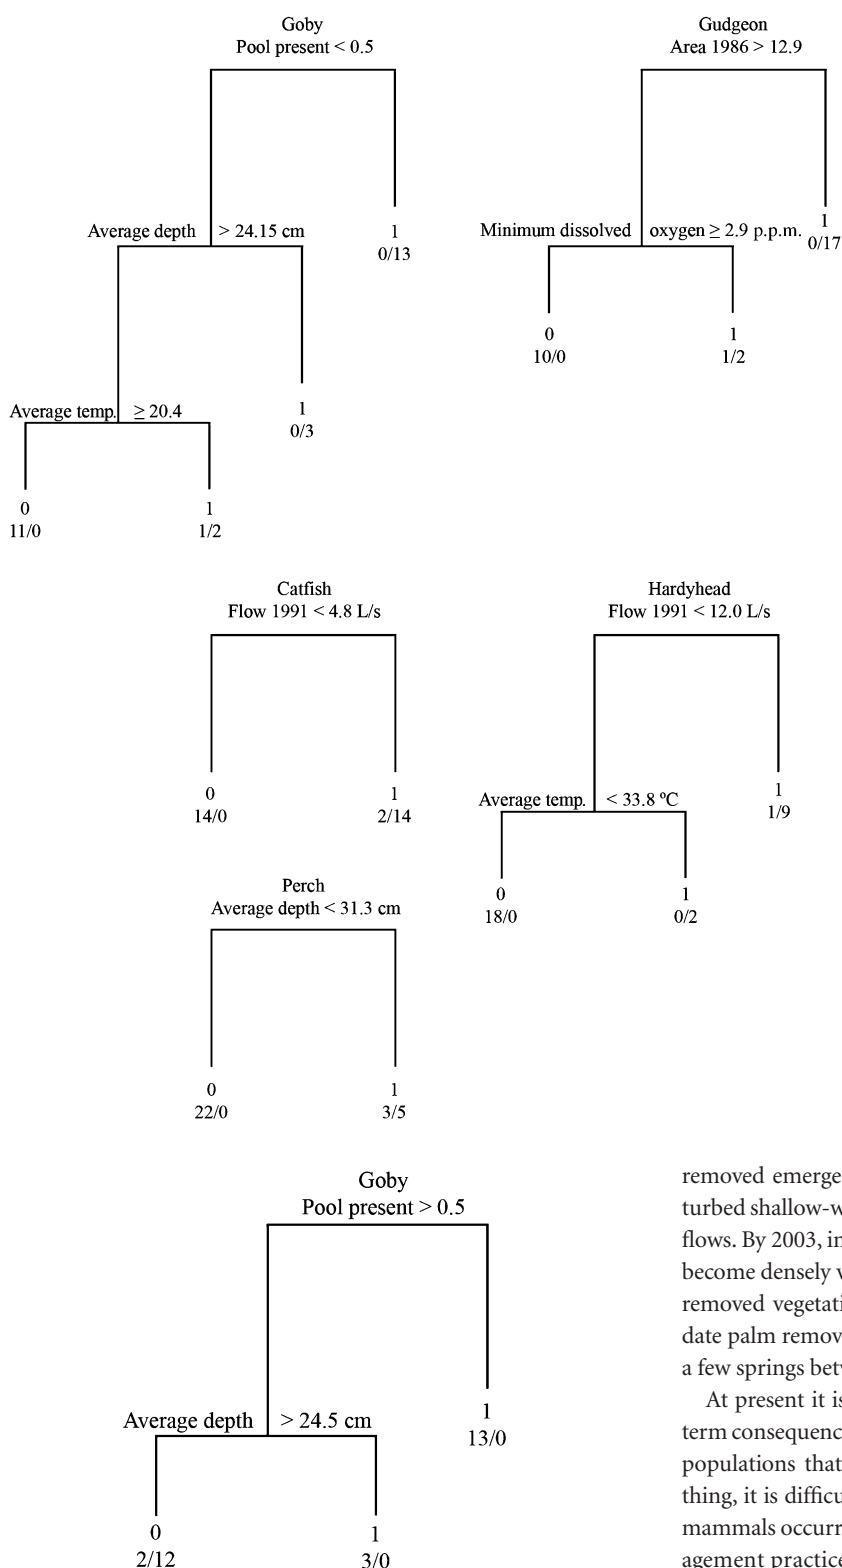 Goby
Pool present < 0.5
Average depth > 24.15 cm
1
0/13
Average temp. ≥ 20.4
1
0/3
0
11/0
1
1/2
Gudgeon
Area 1986 > 12.9
Minimum dissolved oxygen ≥ 2.9 p.p.m.
1
0/17
0
10/0
1
1/2
Catfish
Flow 1991 < 4.8 L/s
0
14/0
1
2/14
Hardyhead
Flow 1991 < 12.0 L/s
Average temp. < 33.8 ºC
1
1/9
0
18/0
1
0/2
Perch
Average depth < 31.3 cm
0
22/0
1
3/5
Goby
Pool present > 0.5
Average depth > 24.5 cm
1
13/0
0
2/12
1
3/0
removed emerge
turbed shallow-w
flows. By 2003, in
become densely v
removed vegetati
date palm remov
a few springs betw
At present it is
term consequenc
populations that
thing, it is difficu
mammals occurr
agement practice